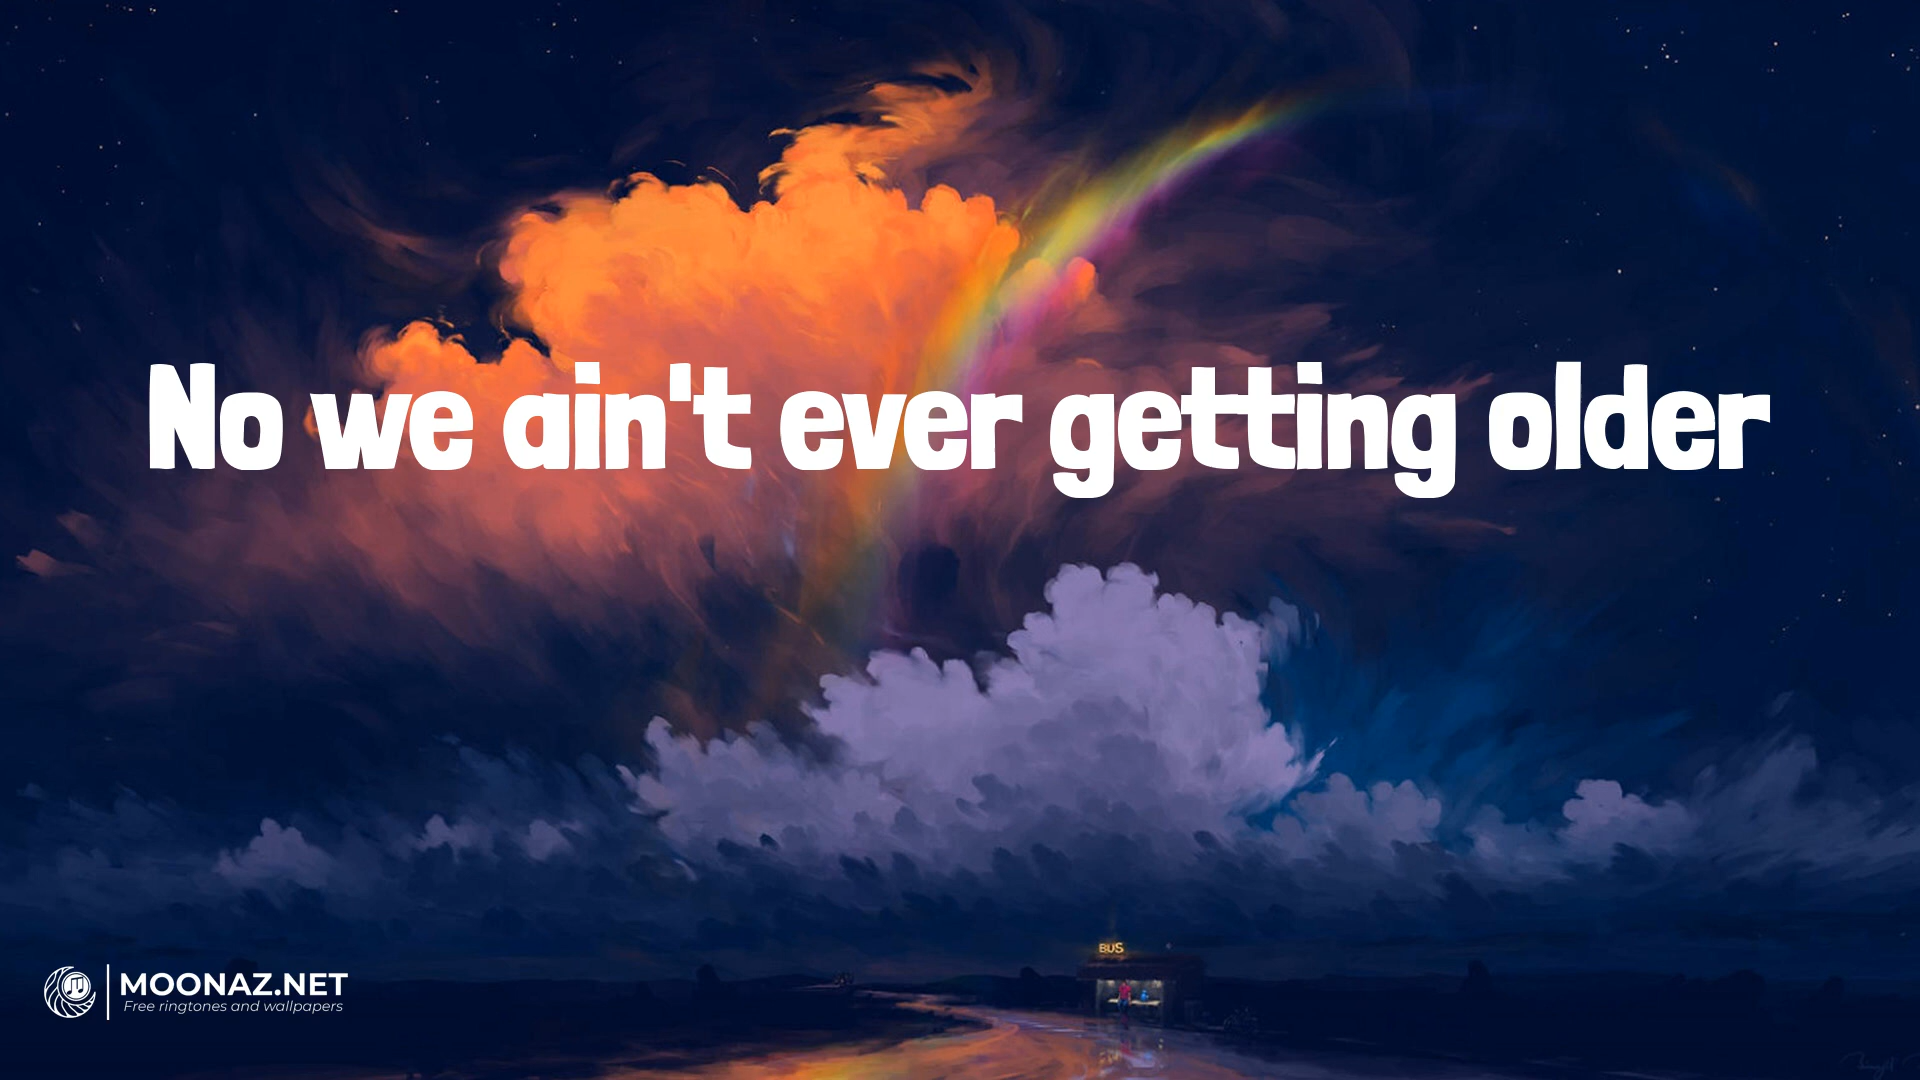 No we ain't ever getting older
BUS
MOONAZ.NET
Free ringtones and wallpapers